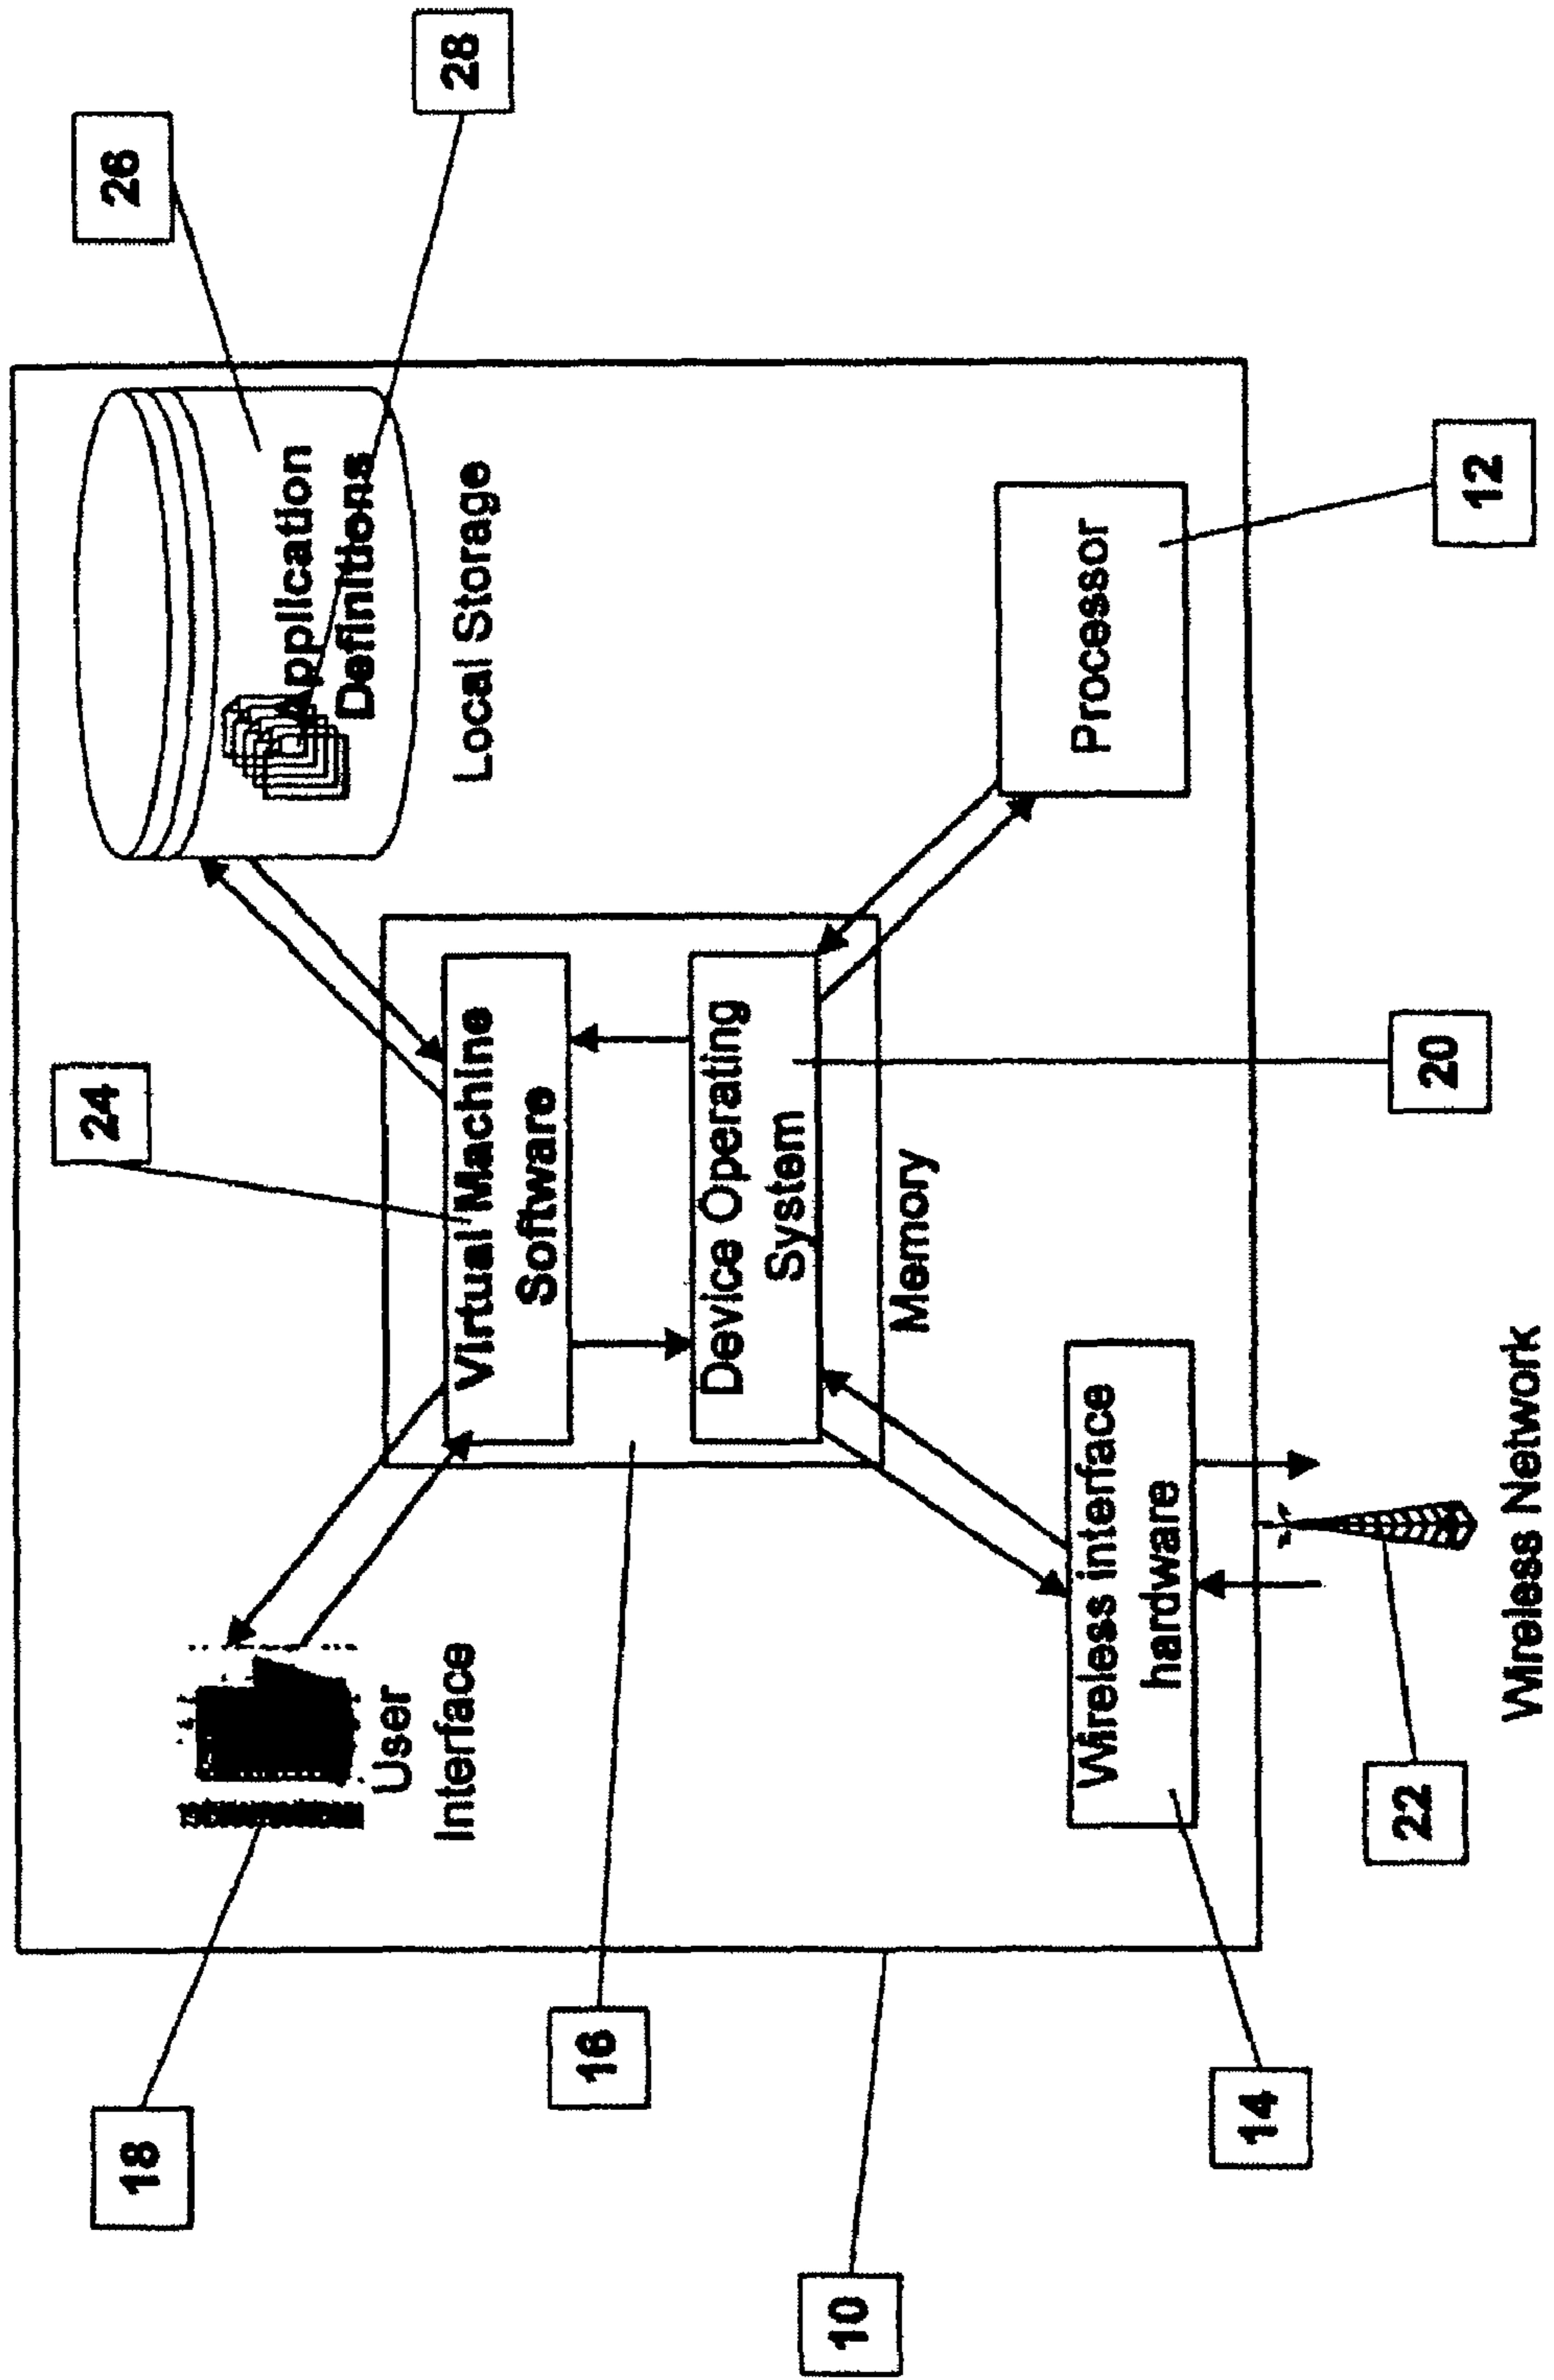 24
26
28
18
Application
Definitions
Local Storage
User
Interface
Virtual Machine
Software
Device Operating
System
Memory
16
10
14
Wireless interface
hardware
Processor
12
20
22
Wireless Network